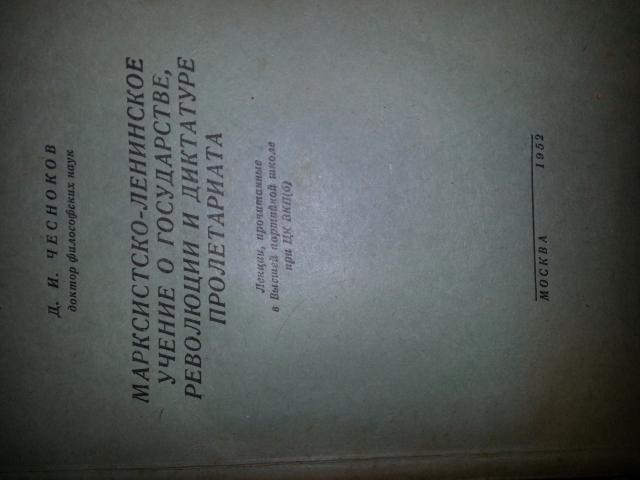 Д. И. ЧЕСНОКОВ
доктор философских наук
МАРКСИСТСКО-ЛЕНИНСКОЕ
УЧЕНИЕ О ГОСУДАРСТВЕ,
РЕВОЛЮЦИИ И ДИКТАТУРЕ
ПРОЛЕТАРИАТА
Лекции, прочитанные
в Высшей партийной школе
при ЦК ВКП(б)
МОСКВА 1952